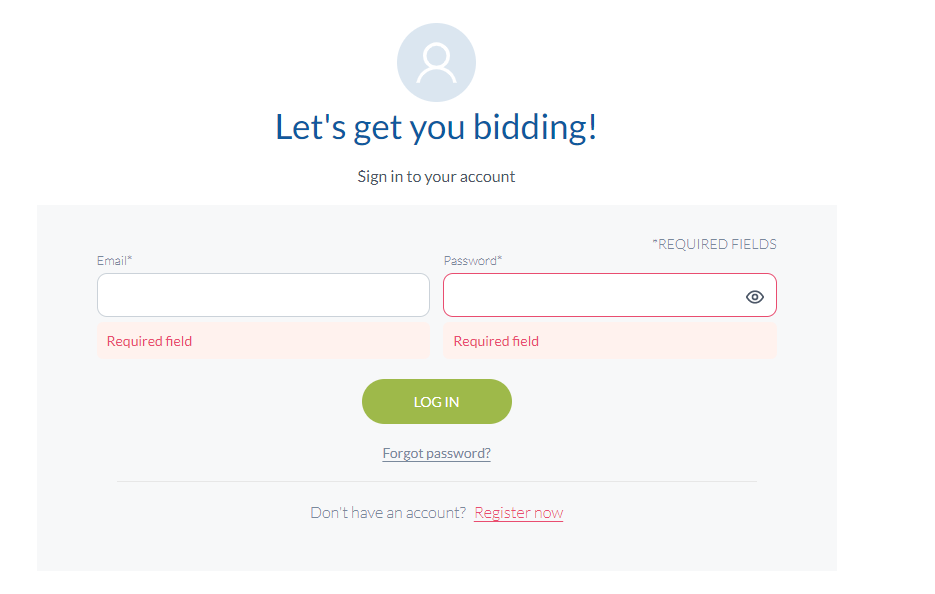 Let's get you bidding!
Sign in to your account
*REQUIRED FIELDS
Email*
Password*
Required field
Required field
LOG IN
Forgot password?
Don't have an account? Register now